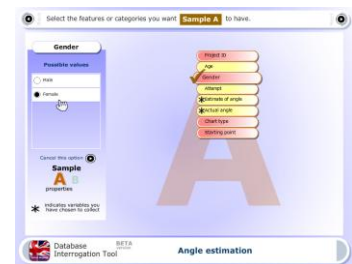 Select the features or categories you want Sample A to have.
Gender
Possible values
Male
Female
Cancel this option
Sample
A B
properties
Indicates variables you
have chosen to collect
Project ID
Age
Gender
Attempt
Estimate of angle
Actual angle
Chart type
Starting point
A
Database
Interrogation Tool
BETA
version
Angle estimation